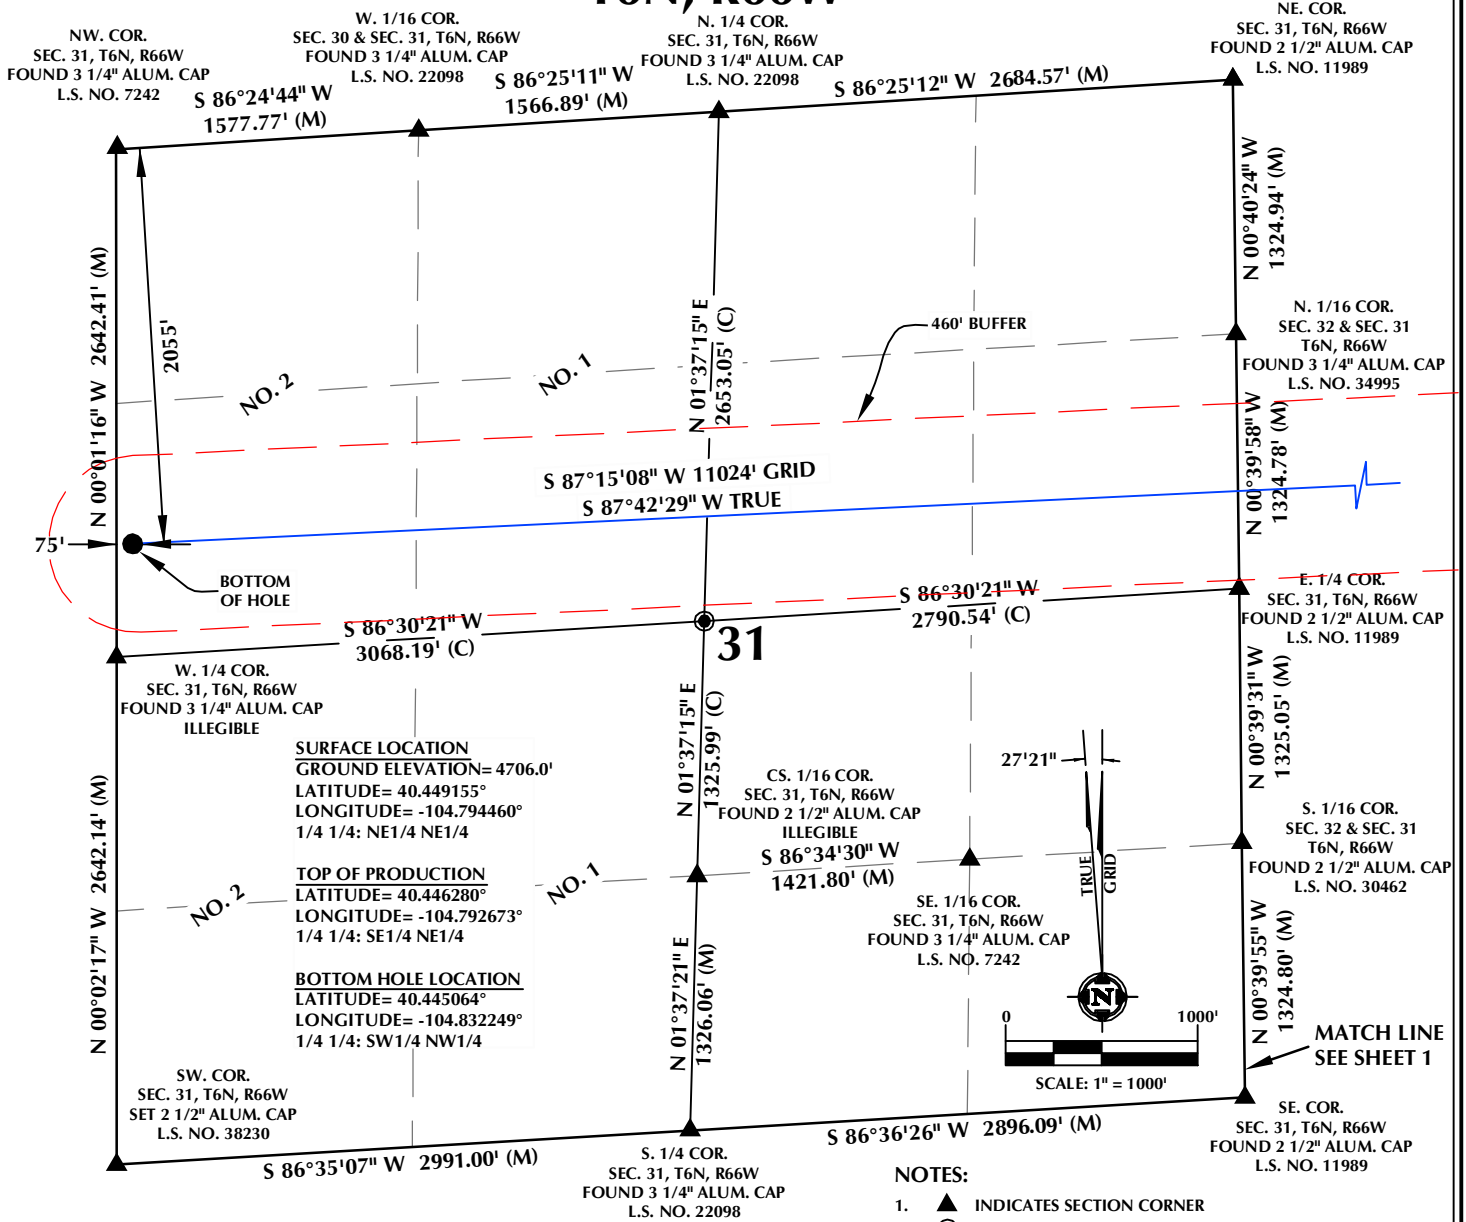 T6N, R66W
NW. COR.
SEC. 31, T6N, R66W
FOUND 3 1/4" ALUM. CAP
L.S. NO. 7242
W. 1/16 COR.
SEC. 30 & SEC. 31, T6N, R66W
FOUND 3 1/4" ALUM. CAP
L.S. NO. 22098
N. 1/4 COR.
SEC. 31, T6N, R66W
FOUND 3 1/4" ALUM. CAP
L.S. NO. 22098
NE. COR.
SEC. 31, T6N, R66W
FOUND 2 1/2" ALUM. CAP
L.S. NO. 11989
S 86°24'44" W
1577.77' (M)
S 86°25'11" W
1566.89' (M)
S 86°25'12" W 2684.57' (M)
N 00°01'16" W 2642.41' (M)
2055'
N 01°37'15" E
2653.05' (C)
N 00°40'24" W
1324.94' (M)
N. 1/16 COR.
SEC. 32 & SEC. 31
T6N, R66W
FOUND 3 1/4" ALUM. CAP
L.S. NO. 34995
460' BUFFER
NO. 2
NO. 1
N 00°39'58" W
1324.78' (M)
S 87°15'08" W 11024' GRID
S 87°42'29" W TRUE
75'
BOTTOM
OF HOLE
S 86°30'21" W
3068.19' (C)
S 86°30'21" W
2790.54' (C)
31
E. 1/4 COR.
SEC. 31, T6N, R66W
FOUND 2 1/2" ALUM. CAP
L.S. NO. 11989
W. 1/4 COR.
SEC. 31, T6N, R66W
FOUND 3 1/4" ALUM. CAP
ILLEGIBLE
N 00°02'17" W 2642.14' (M)
N 01°37'15" E
1325.99' (C)
N 00°39'31" W
1325.05' (M)
SURFACE LOCATION
GROUND ELEVATION= 4706.0'
LATITUDE= 40.449155°
LONGITUDE= -104.794460°
1/4 1/4: NE1/4 NE1/4
TOP OF PRODUCTION
LATITUDE= 40.446280°
LONGITUDE= -104.792673°
1/4 1/4: SE1/4 NE1/4
BOTTOM HOLE LOCATION
LATITUDE= 40.445064°
LONGITUDE= -104.832249°
1/4 1/4: SW1/4 NW1/4
CS. 1/16 COR.
SEC. 31, T6N, R66W
FOUND 2 1/2" ALUM. CAP
ILLEGIBLE
S 86°34'30" W
1421.80' (M)
27'21"
TRUE
GRID
N
S. 1/16 COR.
SEC. 32 & SEC. 31
T6N, R66W
FOUND 2 1/2" ALUM. CAP
L.S. NO. 30462
NO. 2
NO. 1
SE. 1/16 COR.
SEC. 31, T6N, R66W
FOUND 3 1/4" ALUM. CAP
L.S. NO. 7242
N 01°37'21" E
1326.06' (M)
N 00°39'55" W
1324.80' (M)
0 1000'
SCALE: 1" = 1000'
MATCH LINE
SEE SHEET 1
SW. COR.
SEC. 31, T6N, R66W
SET 2 1/2" ALUM. CAP
L.S. NO. 38230
S 86°35'07" W 2991.00' (M)
S 86°36'26" W 2896.09' (M)
S. 1/4 COR.
SEC. 31, T6N, R66W
FOUND 3 1/4" ALUM. CAP
L.S. NO. 22098
SE. COR.
SEC. 31, T6N, R66W
FOUND 2 1/2" ALUM. CAP
L.S. NO. 11989
NOTES:
1. INDICATES SECTION CORNER